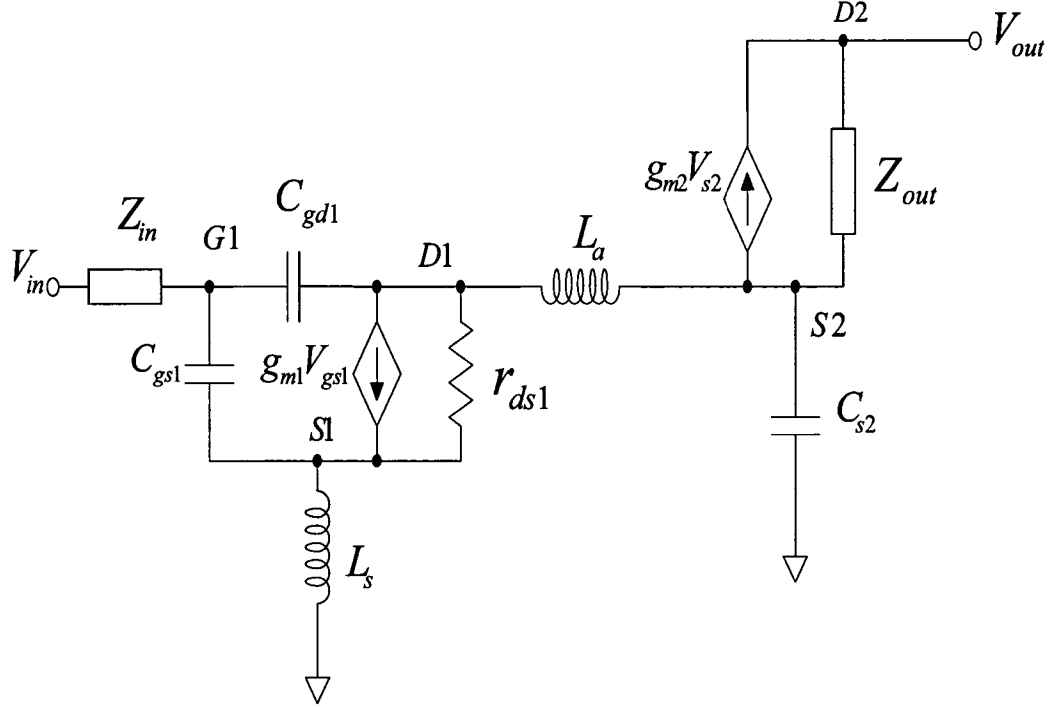 D2
V_out
g_m2 V_s2
Z_out
C_gd1
Z_in
G1
D1
L_a
V_in
S2
C_gs1
g_m1 V_gs1
r_ds1
C_s2
S1
L_s